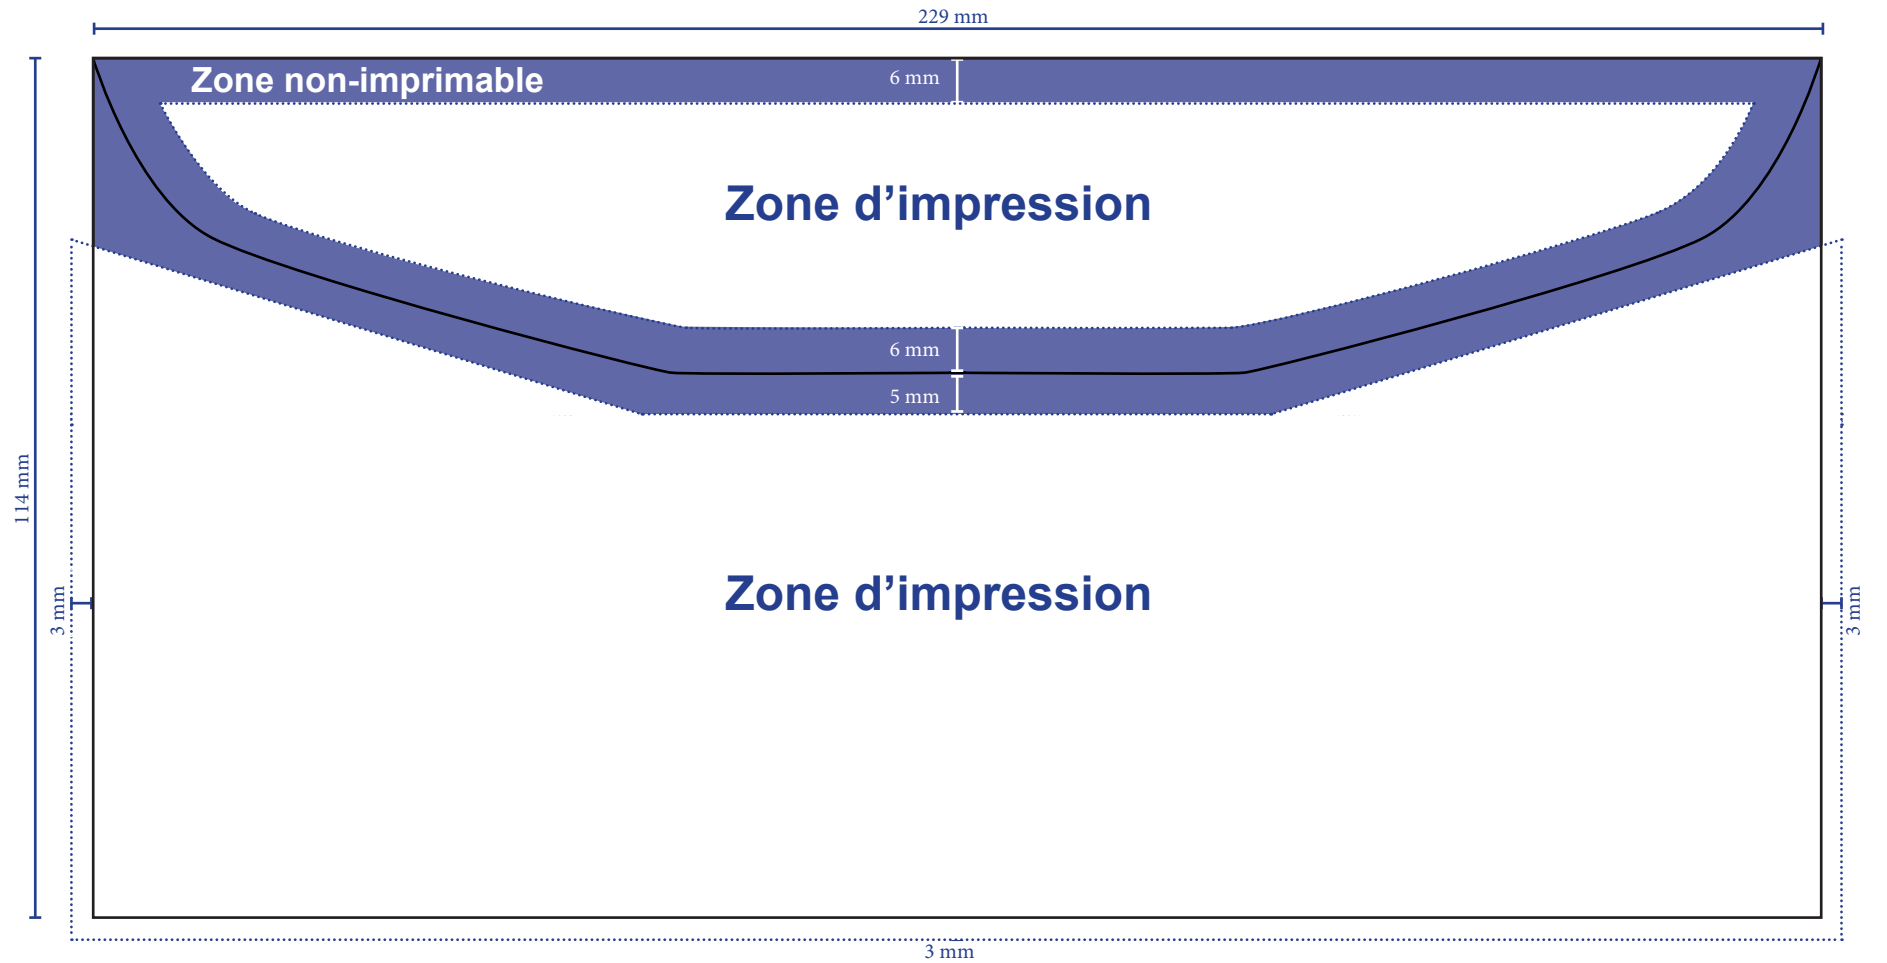 229 mm
Zone non-imprimable
6 mm
Zone d’impression
6 mm
5 mm
114 mm
Zone d’impression
3 mm
3 mm
3 mm